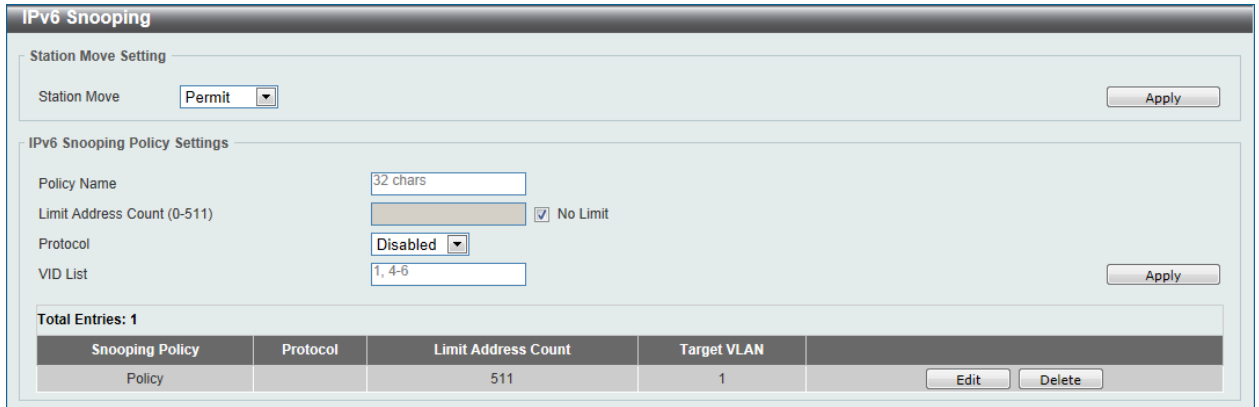 IPv6 Snooping
Station Move Setting
Station Move Permit Apply
IPv6 Snooping Policy Settings
Policy Name 32 chars
Limit Address Count (0-511) No Limit
Protocol Disabled
VID List 1, 4-6 Apply
Total Entries: 1
Snooping Policy Protocol Limit Address Count Target VLAN
Policy 511 1 Edit Delete